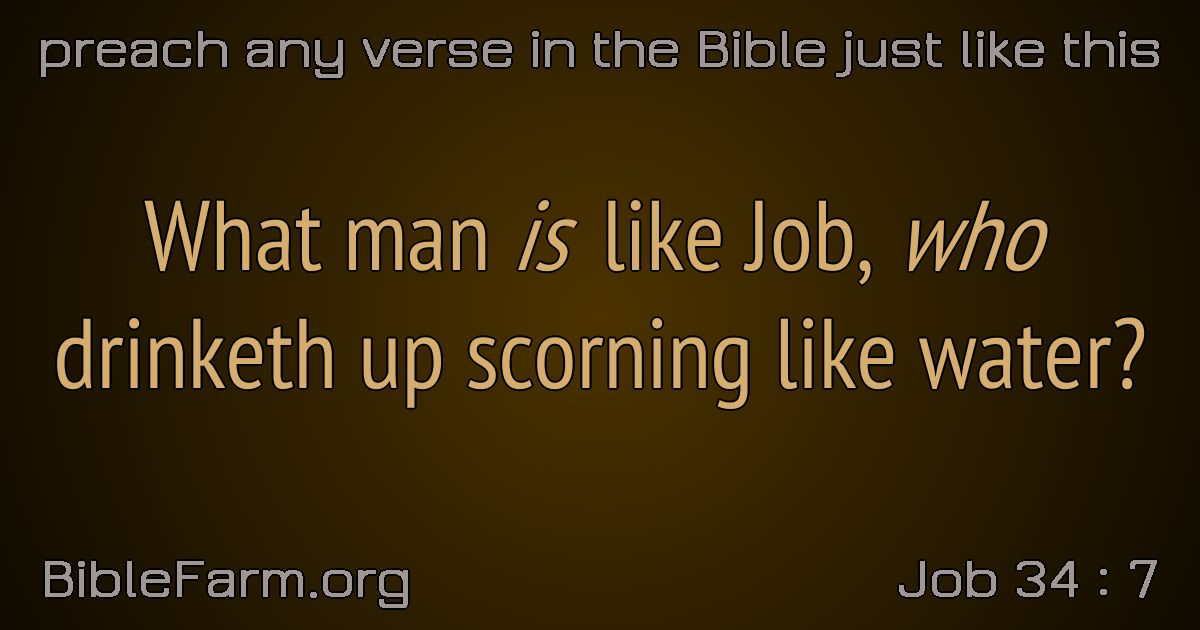 preach any verse in the Bible just like this
What man is like Job, who
drinketh up scorning like water?
BibleFarm.org
Job 34 : 7